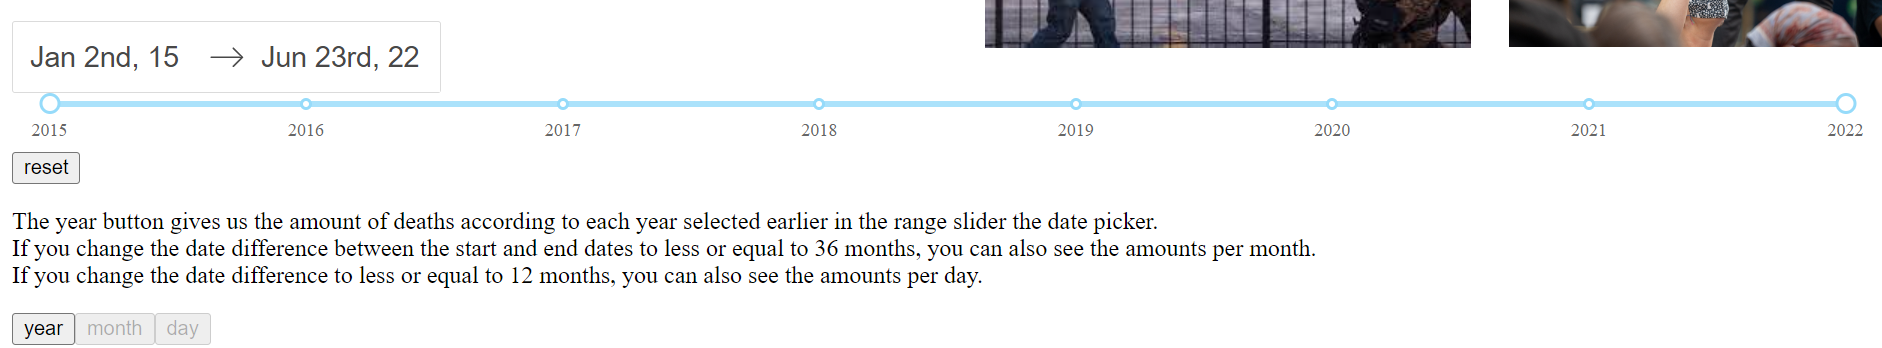 Jan 2nd, 15 → Jun 23rd, 22
2015 2016 2017 2018 2019 2020 2021 2022
reset
The year button gives us the amount of deaths according to each year selected earlier in the range slider the date picker.
If you change the date difference between the start and end dates to less or equal to 36 months, you can also see the amounts per month.
If you change the date difference to less or equal to 12 months, you can also see the amounts per day.
year month day